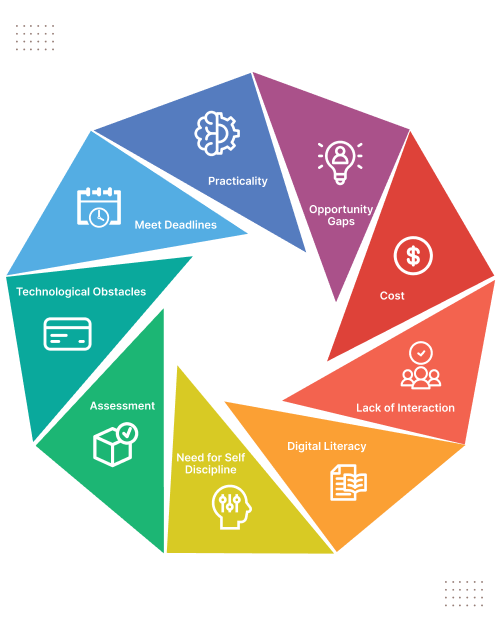 Practicality
Opportunity
Gaps
Cost
Lack of Interaction
Digital Literacy
Need for Self
Discipline
Assessment
Technological Obstacles
Meet Deadlines
$